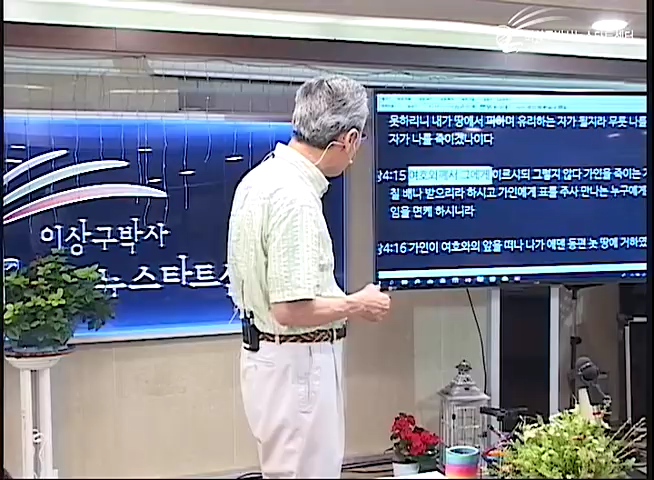 못하리니 내가 땅에서 피하며 유리하는 자가 될지라 무릇 나를
자가 나를 죽이겠나이다
4:15 여호와께서 그에게 이르시되 그렇지 않다 가인을 죽이는
칠 배나 받으리라 하시고 가인에게 표를 주사 만나는 누구에게
임을 면케 하시니라
4:16 가인이 여호와의 앞을 떠나 나가 에덴 동편 놋 땅에 거하였
이상구박사
뉴스타트